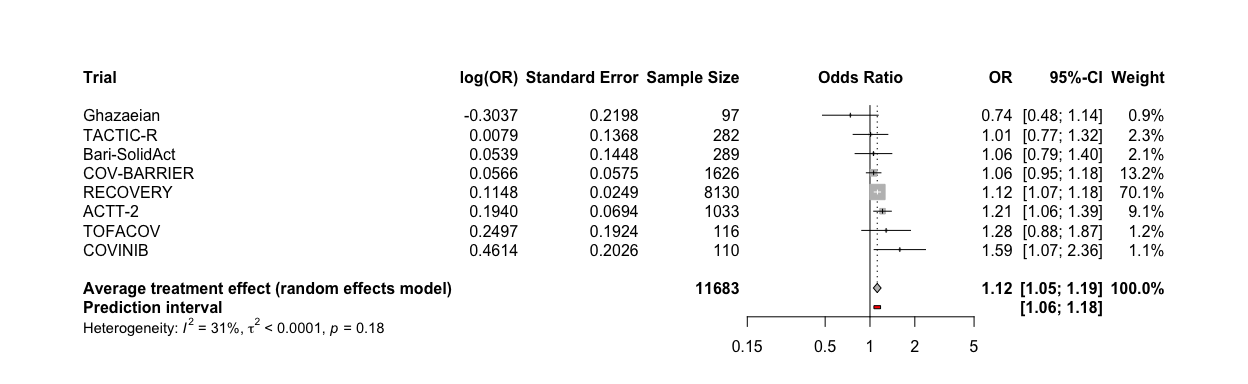 Trial log(OR) Standard Error Sample Size Odds Ratio OR 95%-CI Weight
Ghazaeian -0.3037 0.2198 97 0.74 [0.48; 1.14] 0.9%
TACTIC-R 0.0079 0.1368 282 1.01 [0.77; 1.32] 2.3%
Bari-SolidAct 0.0539 0.1448 289 1.06 [0.79; 1.40] 2.1%
COV-BARRIER 0.0566 0.0575 1626 1.06 [0.95; 1.18] 13.2%
RECOVERY 0.1148 0.0249 8130 1.12 [1.07; 1.18] 70.1%
ACTT-2 0.1940 0.0694 1033 1.21 [1.06; 1.39] 9.1%
TOFACOV 0.2497 0.1924 116 1.28 [0.88; 1.87] 1.2%
COVINIB 0.4614 0.2026 110 1.59 [1.07; 2.36] 1.1%
Average treatment effect (random effects model) 11683 1.12 [1.05; 1.19] 100.0%
Prediction interval [1.06; 1.18]
Heterogeneity: I² = 31%, τ² < 0.0001, p = 0.18
0.15 0.5 1 2 5